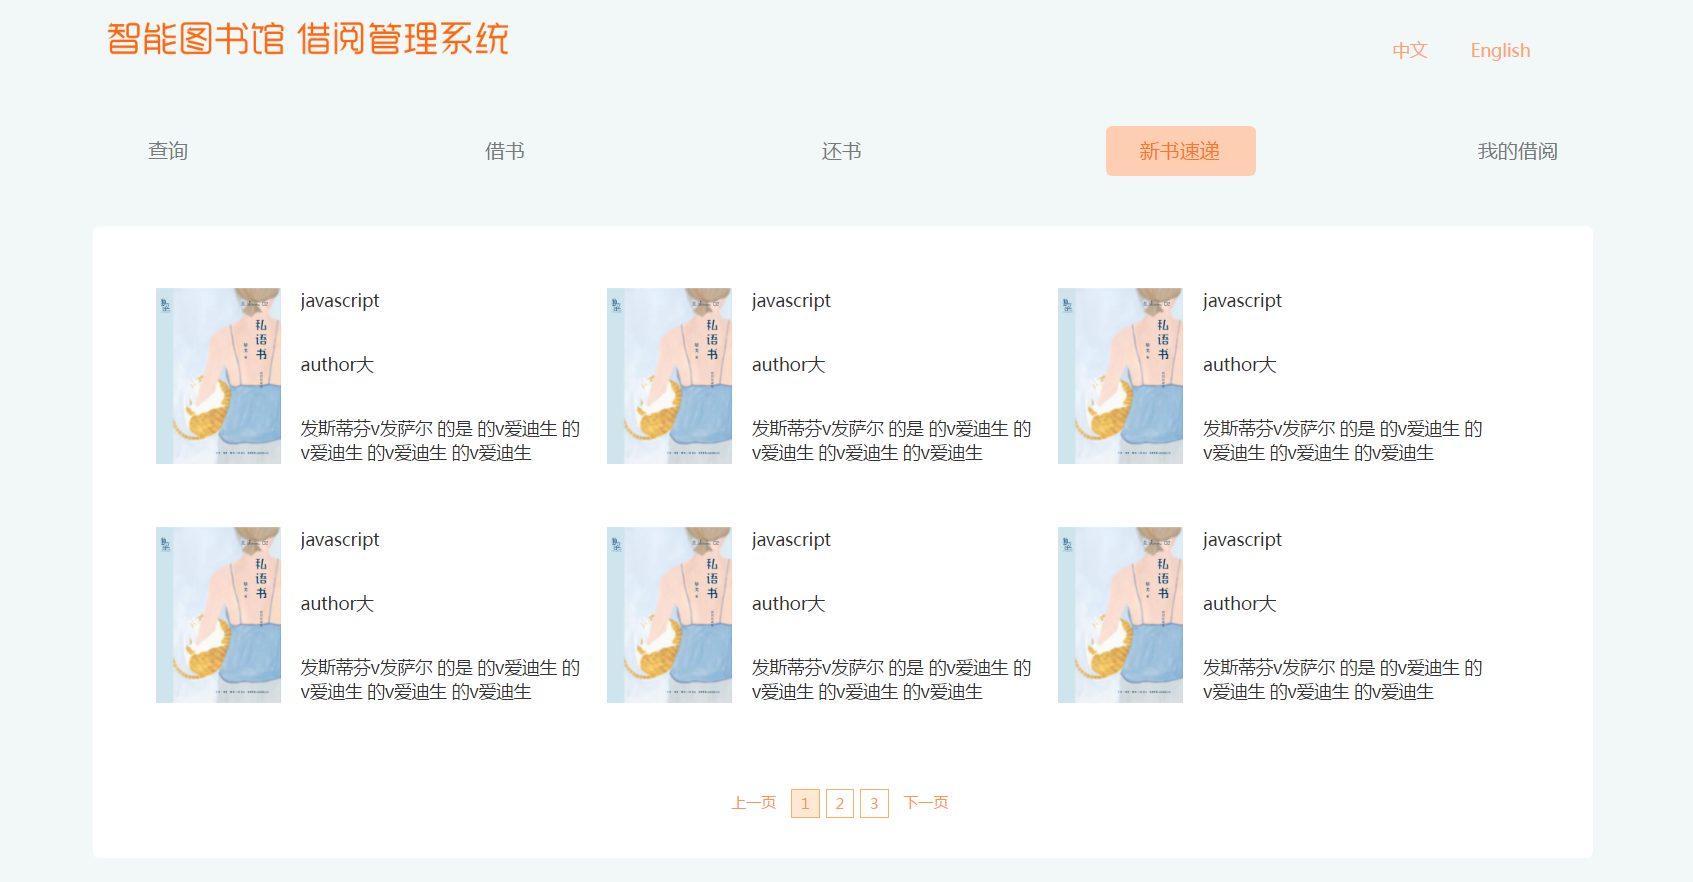 智能图书馆 借阅管理系统
中文 English
查询 借书 还书 新书速递 我的借阅
私语书
javascript
author大
发斯蒂芬v发萨尔 的是 的v爱迪生 的
v爱迪生 的v爱迪生 的v爱迪生
私语书
javascript
author大
发斯蒂芬v发萨尔 的是 的v爱迪生 的
v爱迪生 的v爱迪生 的v爱迪生
私语书
javascript
author大
发斯蒂芬v发萨尔 的是 的v爱迪生 的
v爱迪生 的v爱迪生 的v爱迪生
私语书
javascript
author大
发斯蒂芬v发萨尔 的是 的v爱迪生 的
v爱迪生 的v爱迪生 的v爱迪生
私语书
javascript
author大
发斯蒂芬v发萨尔 的是 的v爱迪生 的
v爱迪生 的v爱迪生 的v爱迪生
私语书
javascript
author大
发斯蒂芬v发萨尔 的是 的v爱迪生 的
v爱迪生 的v爱迪生 的v爱迪生
上一页 1 2 3 下一页